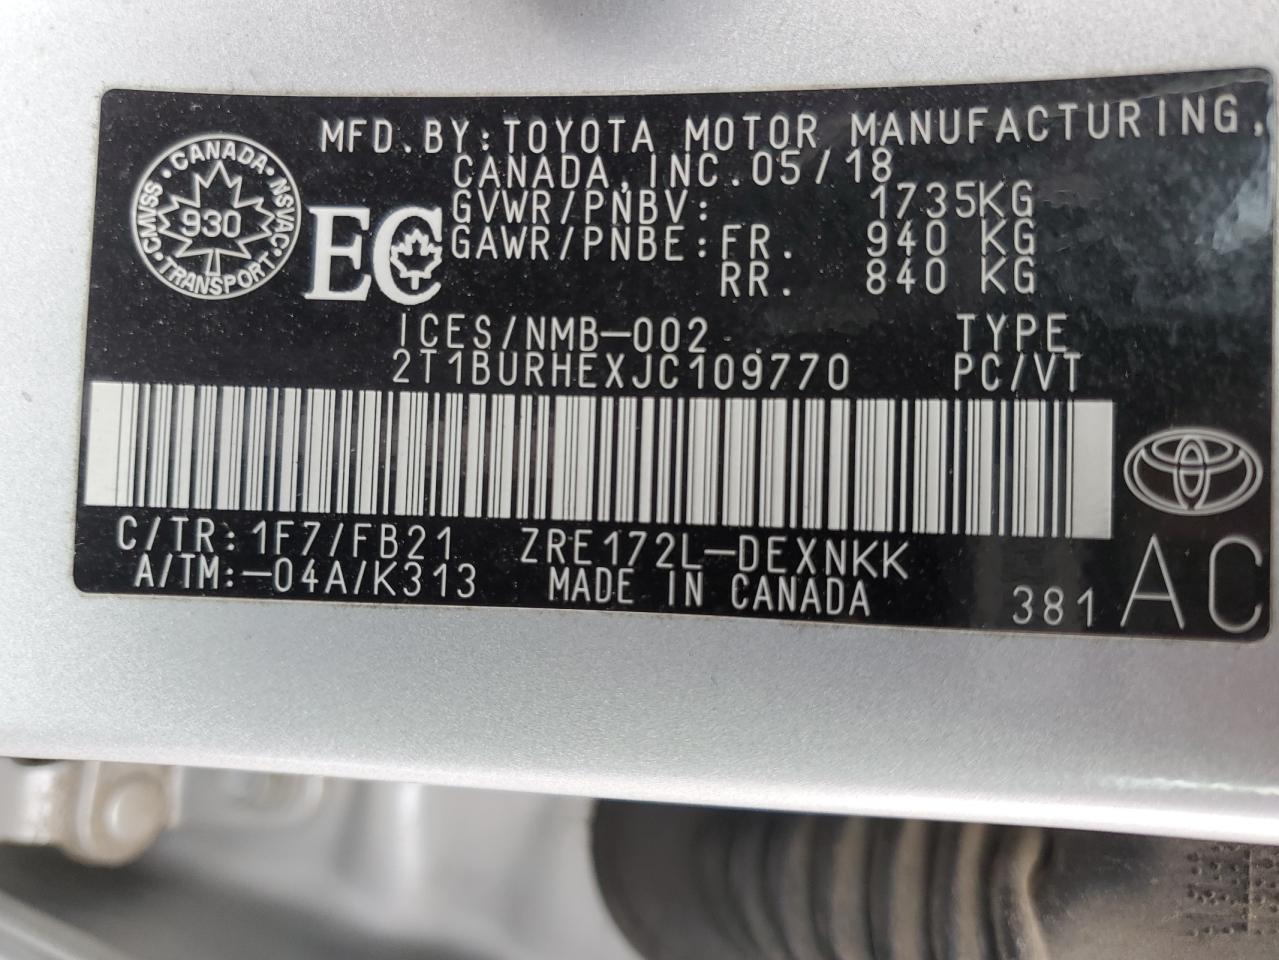 MFD.BY:TOYOTA MOTOR MANUFACTURING,
CANADA, INC. 05/18
GVWR/PNBV: 1735KG
GAWR/PNBE: FR. 940 KG
RR. 840 KG
CANADA
CMVSS 930 NSVAC
TRANSPORT
EC
ICES/NMB-002 TYPE
2T1BURHEXJC109770 PC/VT
C/TR: 1F7/FB21 ZRE172L-DEXNKK
A/TM:-04A/K313 MADE IN CANADA 381 AC